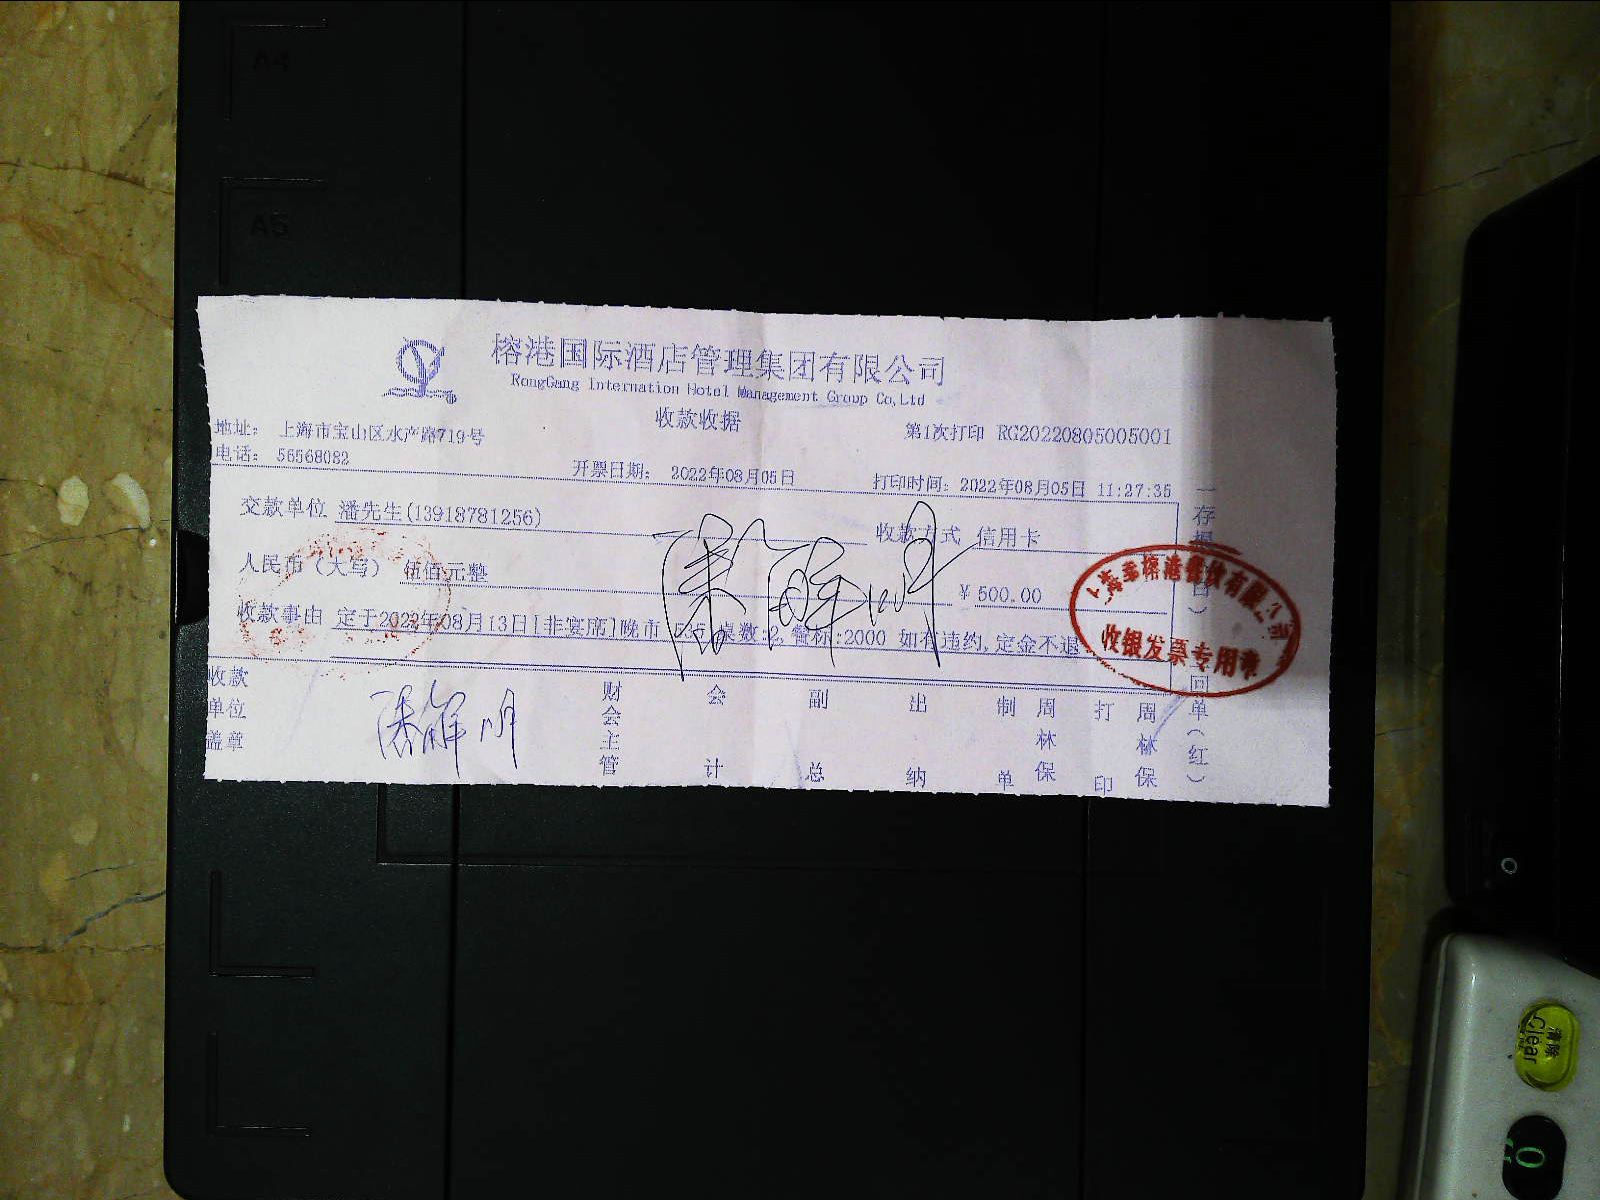 A4
A5
榕港国际酒店管理集团有限公司
RongGang Internation Hotel Management Group Co,Ltd
收款收据
地址： 上海市宝山区水产路719号
第1次打印 RG20220805005001
电话： 56568082
开票日期： 2022年08月05日
打印时间：2022年08月05日 11:27:35
交款单位 潘先生(13918781256)
收款方式 信用卡
人民币（大写） 伍佰元整
￥500.00
收款事由 定于2022年08月13日[非宴席]晚市 535 桌数:2,餐标:2000 如有违约,定金不退
收银发票专用章
收款单位盖章
财会主管
会计
副总
出纳
制单
周林保
打印
周林保
清除
Clear
0